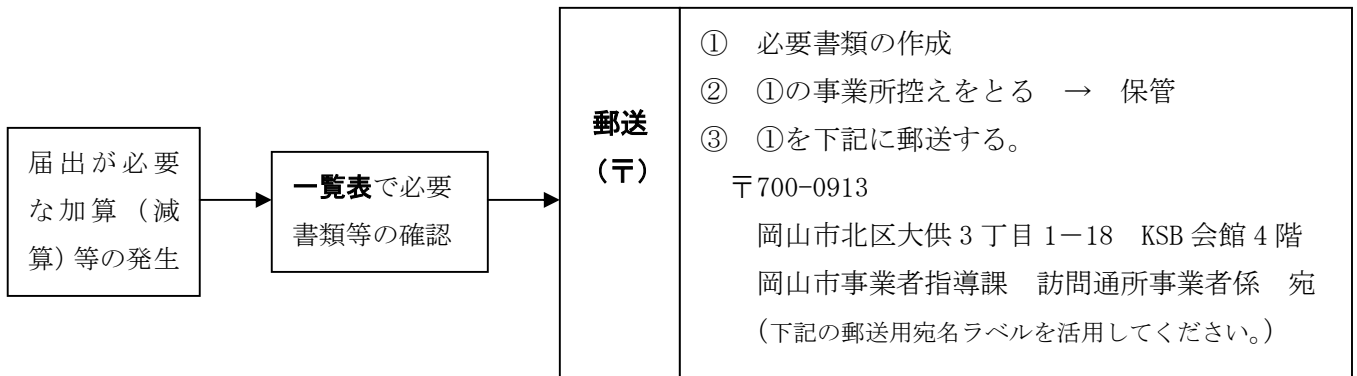 届出が必要
な加算（減
算）等の発生
一覧表で必要
書類等の確認
郵送
（〒）
① 必要書類の作成
② ①の事業所控えをとる → 保管
③ ①を下記に郵送する。
〒700-0913
岡山市北区大供３丁目１－18 KSB 会館４階
岡山市事業者指導課 訪問通所事業者係 宛
（下記の郵送用宛名ラベルを活用してください。）